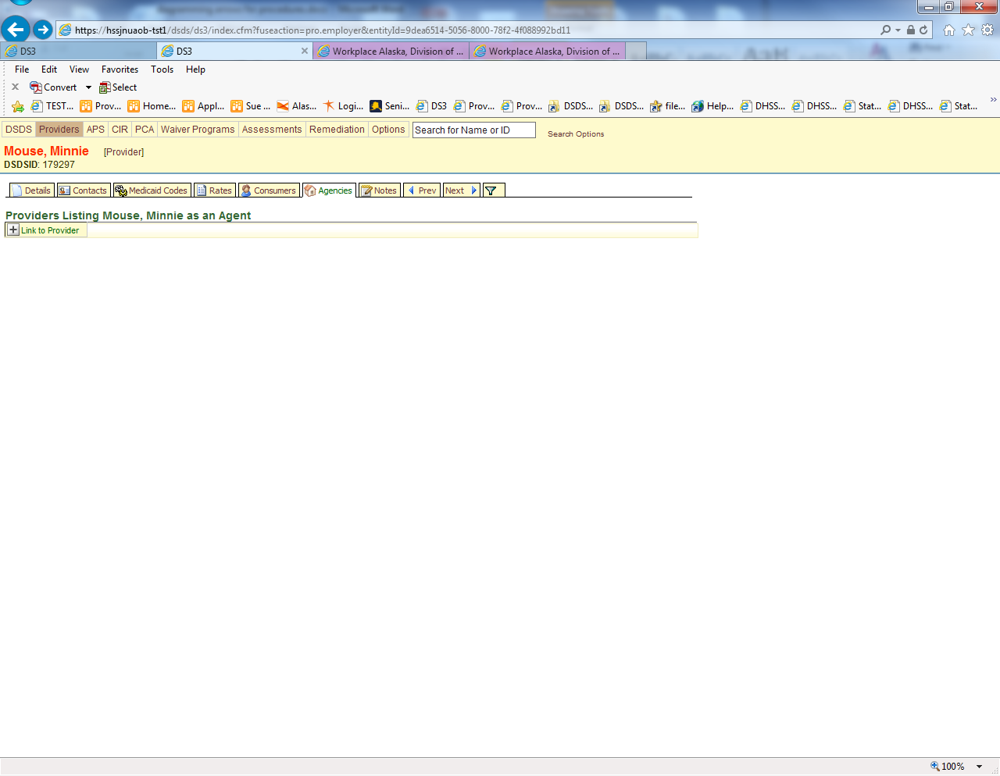 https://hssjnuaob-tst1/dsds/ds3/index.cfm?fuseaction=pro.employer&entityId=9dea6514-5056-8000-78f2-4f088992bd11
DS3 DS3 Workplace Alaska, Division of ... Workplace Alaska, Division of ...
File Edit View Favorites Tools Help
Convert Select
TEST... Prov... Home... Appl... Sue ... Alas... Logi... Seni... DS3 Prov... Prov... DSDS... DSDS... file... Help... DHSS... DHSS... Stat... DHSS... Stat...
DSDS Providers APS CIR PCA Waiver Programs Assessments Remediation Options Search for Name or ID Search Options
Mouse, Minnie [Provider]
DSDSID: 179297
Details Contacts Medicaid Codes Rates Consumers Agencies Notes Prev Next
Providers Listing Mouse, Minnie as an Agent
Link to Provider
100%